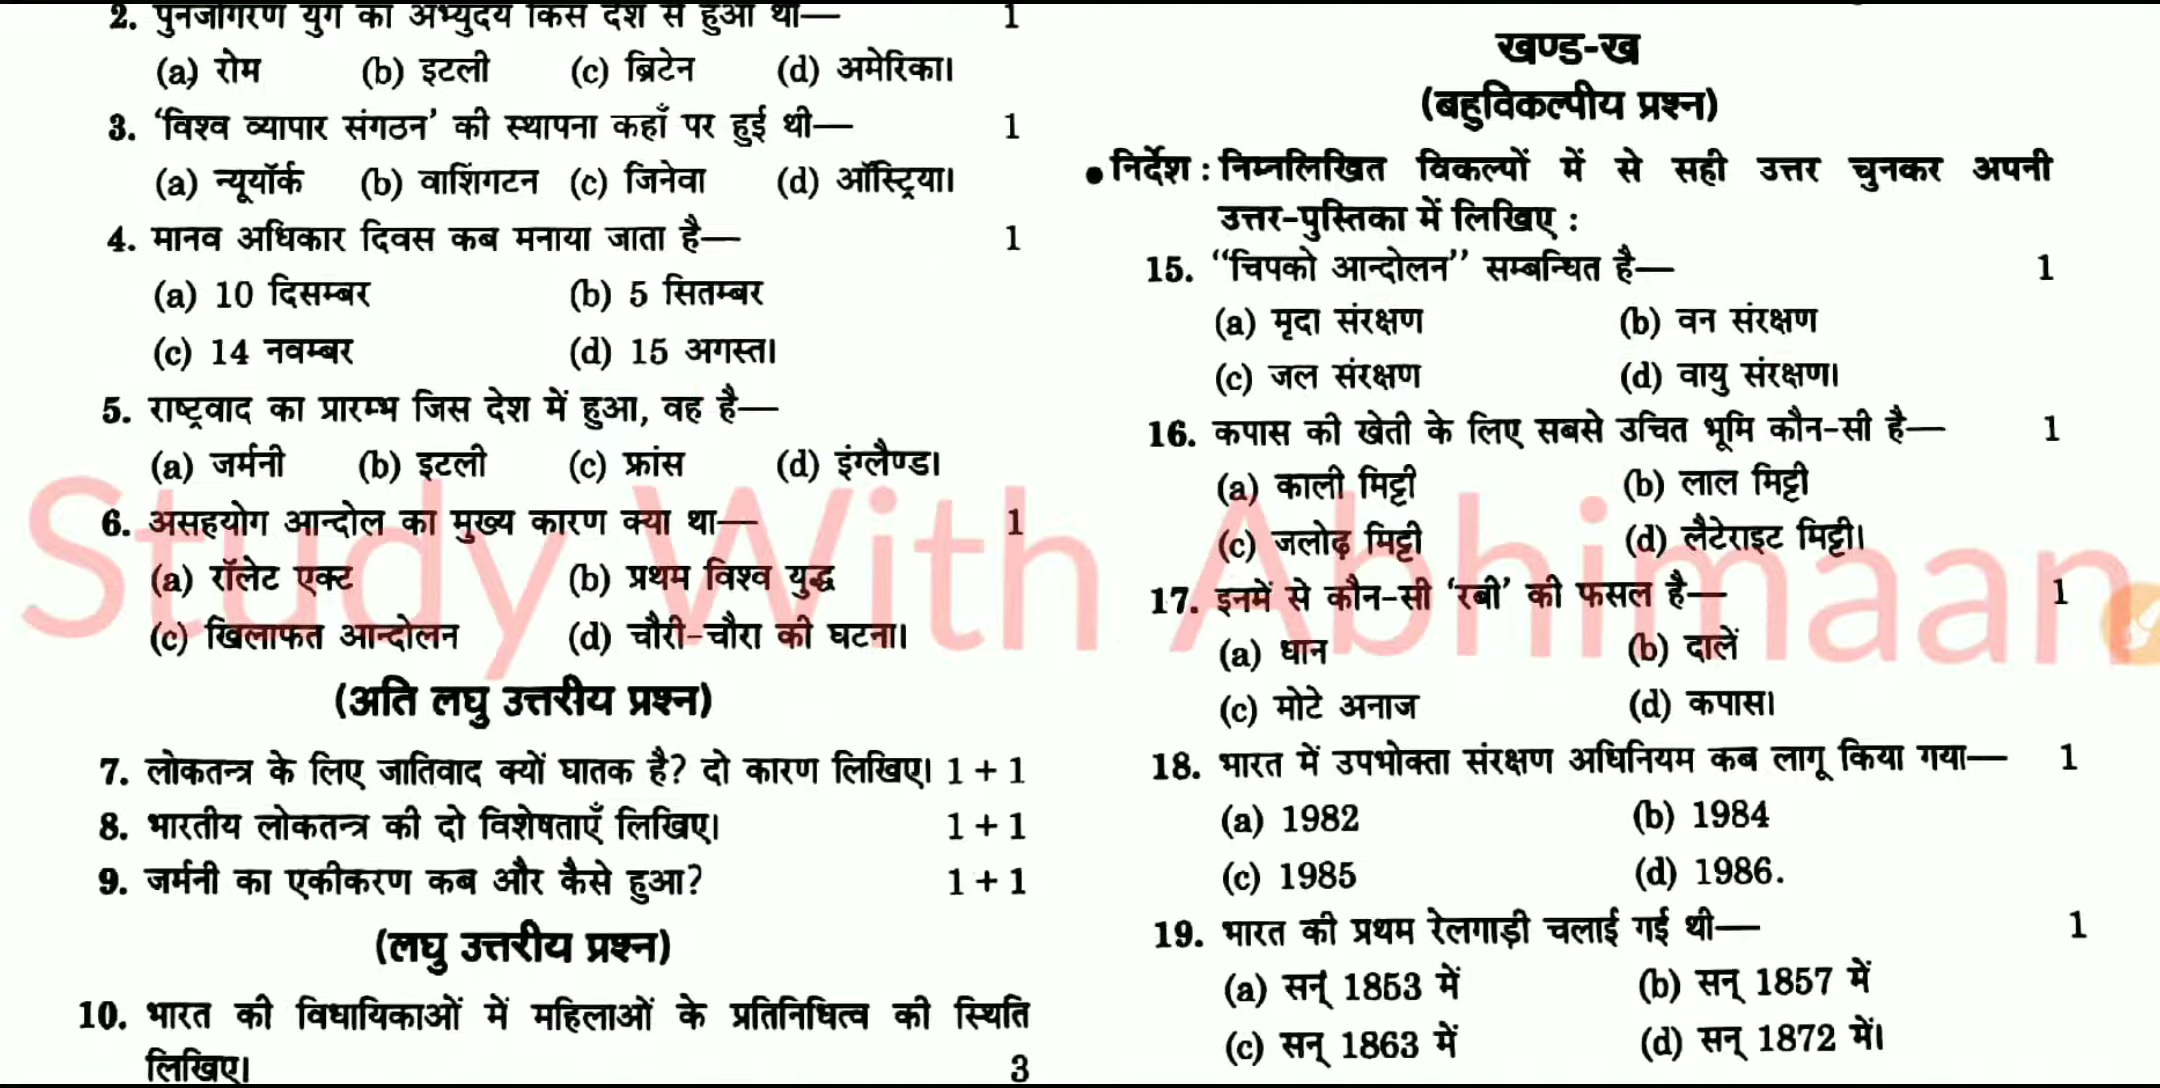 2. पुनर्जागरण युग का अभ्युदय किस देश से हुआ था— 1
(a) रोम (b) इटली (c) ब्रिटेन (d) अमेरिका।
3. ‘विश्व व्यापार संगठन’ की स्थापना कहाँ पर हुई थी— 1
(a) न्यूयॉर्क (b) वाशिंगटन (c) जिनेवा (d) ऑस्ट्रिया।
4. मानव अधिकार दिवस कब मनाया जाता है— 1
(a) 10 दिसम्बर (b) 5 सितम्बर
(c) 14 नवम्बर (d) 15 अगस्त।
5. राष्ट्रवाद का प्रारम्भ जिस देश में हुआ, वह है—
(a) जर्मनी (b) इटली (c) फ्रांस (d) इंग्लैण्ड।
6. असहयोग आन्दोल का मुख्य कारण क्या था— 1
(a) रॉलेट एक्ट (b) प्रथम विश्व युद्ध
(c) खिलाफत आन्दोलन (d) चौरी-चौरा की घटना।
(अति लघु उत्तरीय प्रश्न)
7. लोकतन्त्र के लिए जातिवाद क्यों घातक है? दो कारण लिखिए। 1 + 1
8. भारतीय लोकतन्त्र की दो विशेषताएँ लिखिए। 1 + 1
9. जर्मनी का एकीकरण कब और कैसे हुआ? 1 + 1
(लघु उत्तरीय प्रश्न)
10. भारत की विधायिकाओं में महिलाओं के प्रतिनिधित्व की स्थिति
लिखिए। 3
खण्ड-ख
(बहुविकल्पीय प्रश्न)
● निर्देश : निम्नलिखित विकल्पों में से सही उत्तर चुनकर अपनी
उत्तर-पुस्तिका में लिखिए :
15. “चिपको आन्दोलन” सम्बन्धित है— 1
(a) मृदा संरक्षण (b) वन संरक्षण
(c) जल संरक्षण (d) वायु संरक्षण।
16. कपास की खेती के लिए सबसे उचित भूमि कौन-सी है— 1
(a) काली मिट्टी (b) लाल मिट्टी
(c) जलोढ़ मिट्टी (d) लैटेराइट मिट्टी।
17. इनमें से कौन-सी ‘रबी’ की फसल है— 1
(a) धान (b) दालें
(c) मोटे अनाज (d) कपास।
18. भारत में उपभोक्ता संरक्षण अधिनियम कब लागू किया गया— 1
(a) 1982 (b) 1984
(c) 1985 (d) 1986.
19. भारत की प्रथम रेलगाड़ी चलाई गई थी— 1
(a) सन् 1853 में (b) सन् 1857 में
(c) सन् 1863 में (d) सन् 1872 में।
Study With Abhimaan